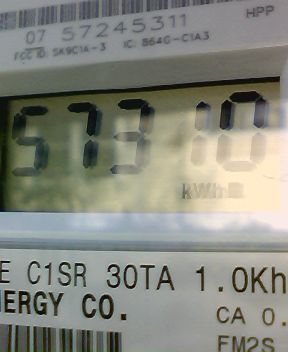 HPP
07 57245311
FCC ID: SK9C1A-3 IC: 864G-C1A3
57310
kWh
E C1SR 30TA 1.0Kh
NERGY CO.
CA 0.
FM2S